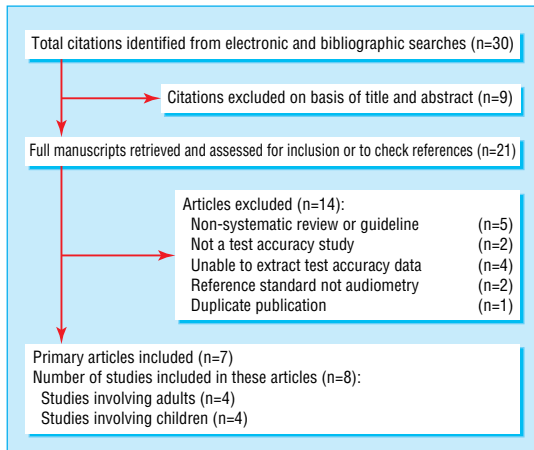 Total citations identified from electronic and bibliographic searches (n=30)
Citations excluded on basis of title and abstract (n=9)
Full manuscripts retrieved and assessed for inclusion or to check references (n=21)
Articles excluded (n=14):
Non-systematic review or guideline (n=5)
Not a test accuracy study (n=2)
Unable to extract test accuracy data (n=4)
Reference standard not audiometry (n=2)
Duplicate publication (n=1)
Primary articles included (n=7)
Number of studies included in these articles (n=8):
Studies involving adults (n=4)
Studies involving children (n=4)